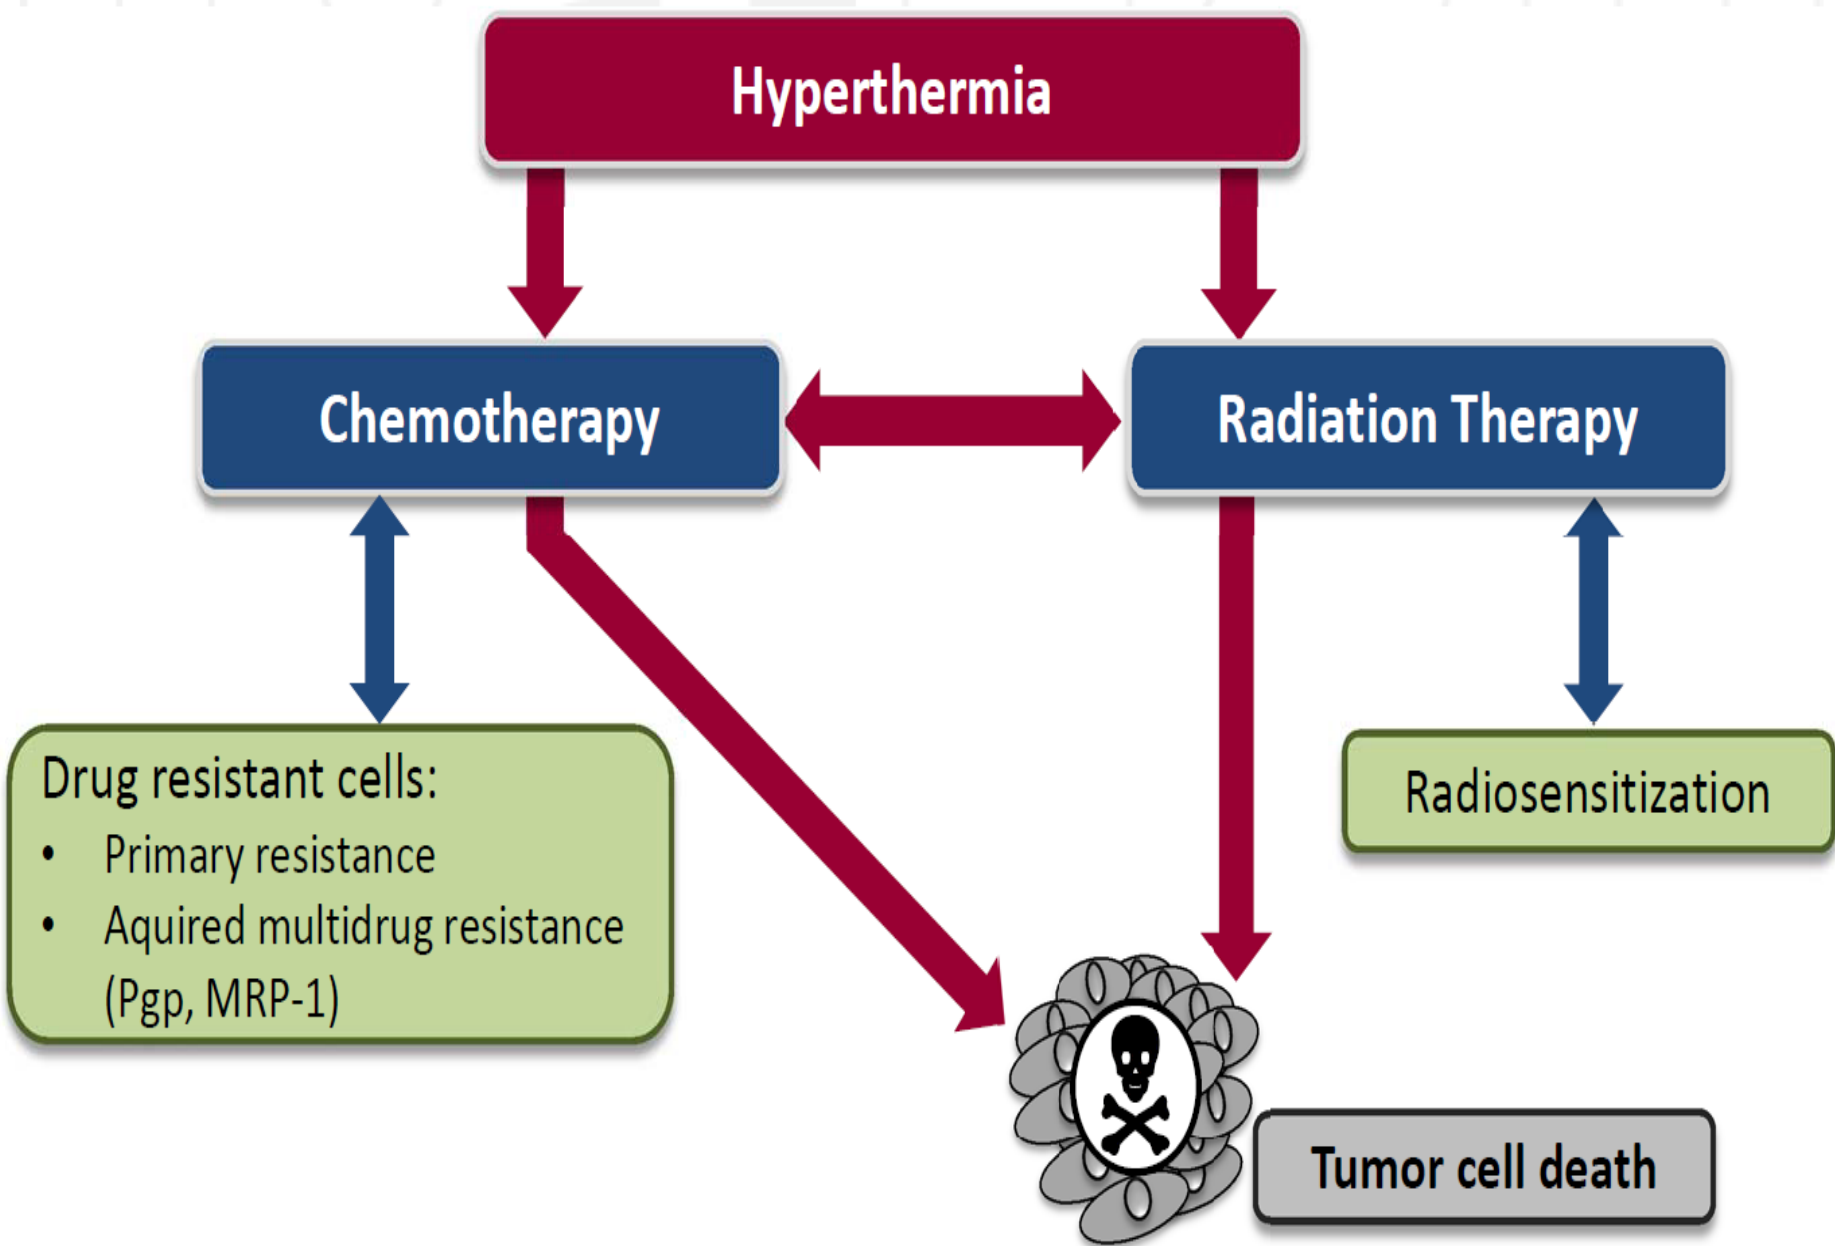 Hyperthermia
Chemotherapy
Radiation Therapy
Drug resistant cells:
• Primary resistance
• Aquired multidrug resistance
(Pgp, MRP-1)
Radiosensitization
Tumor cell death